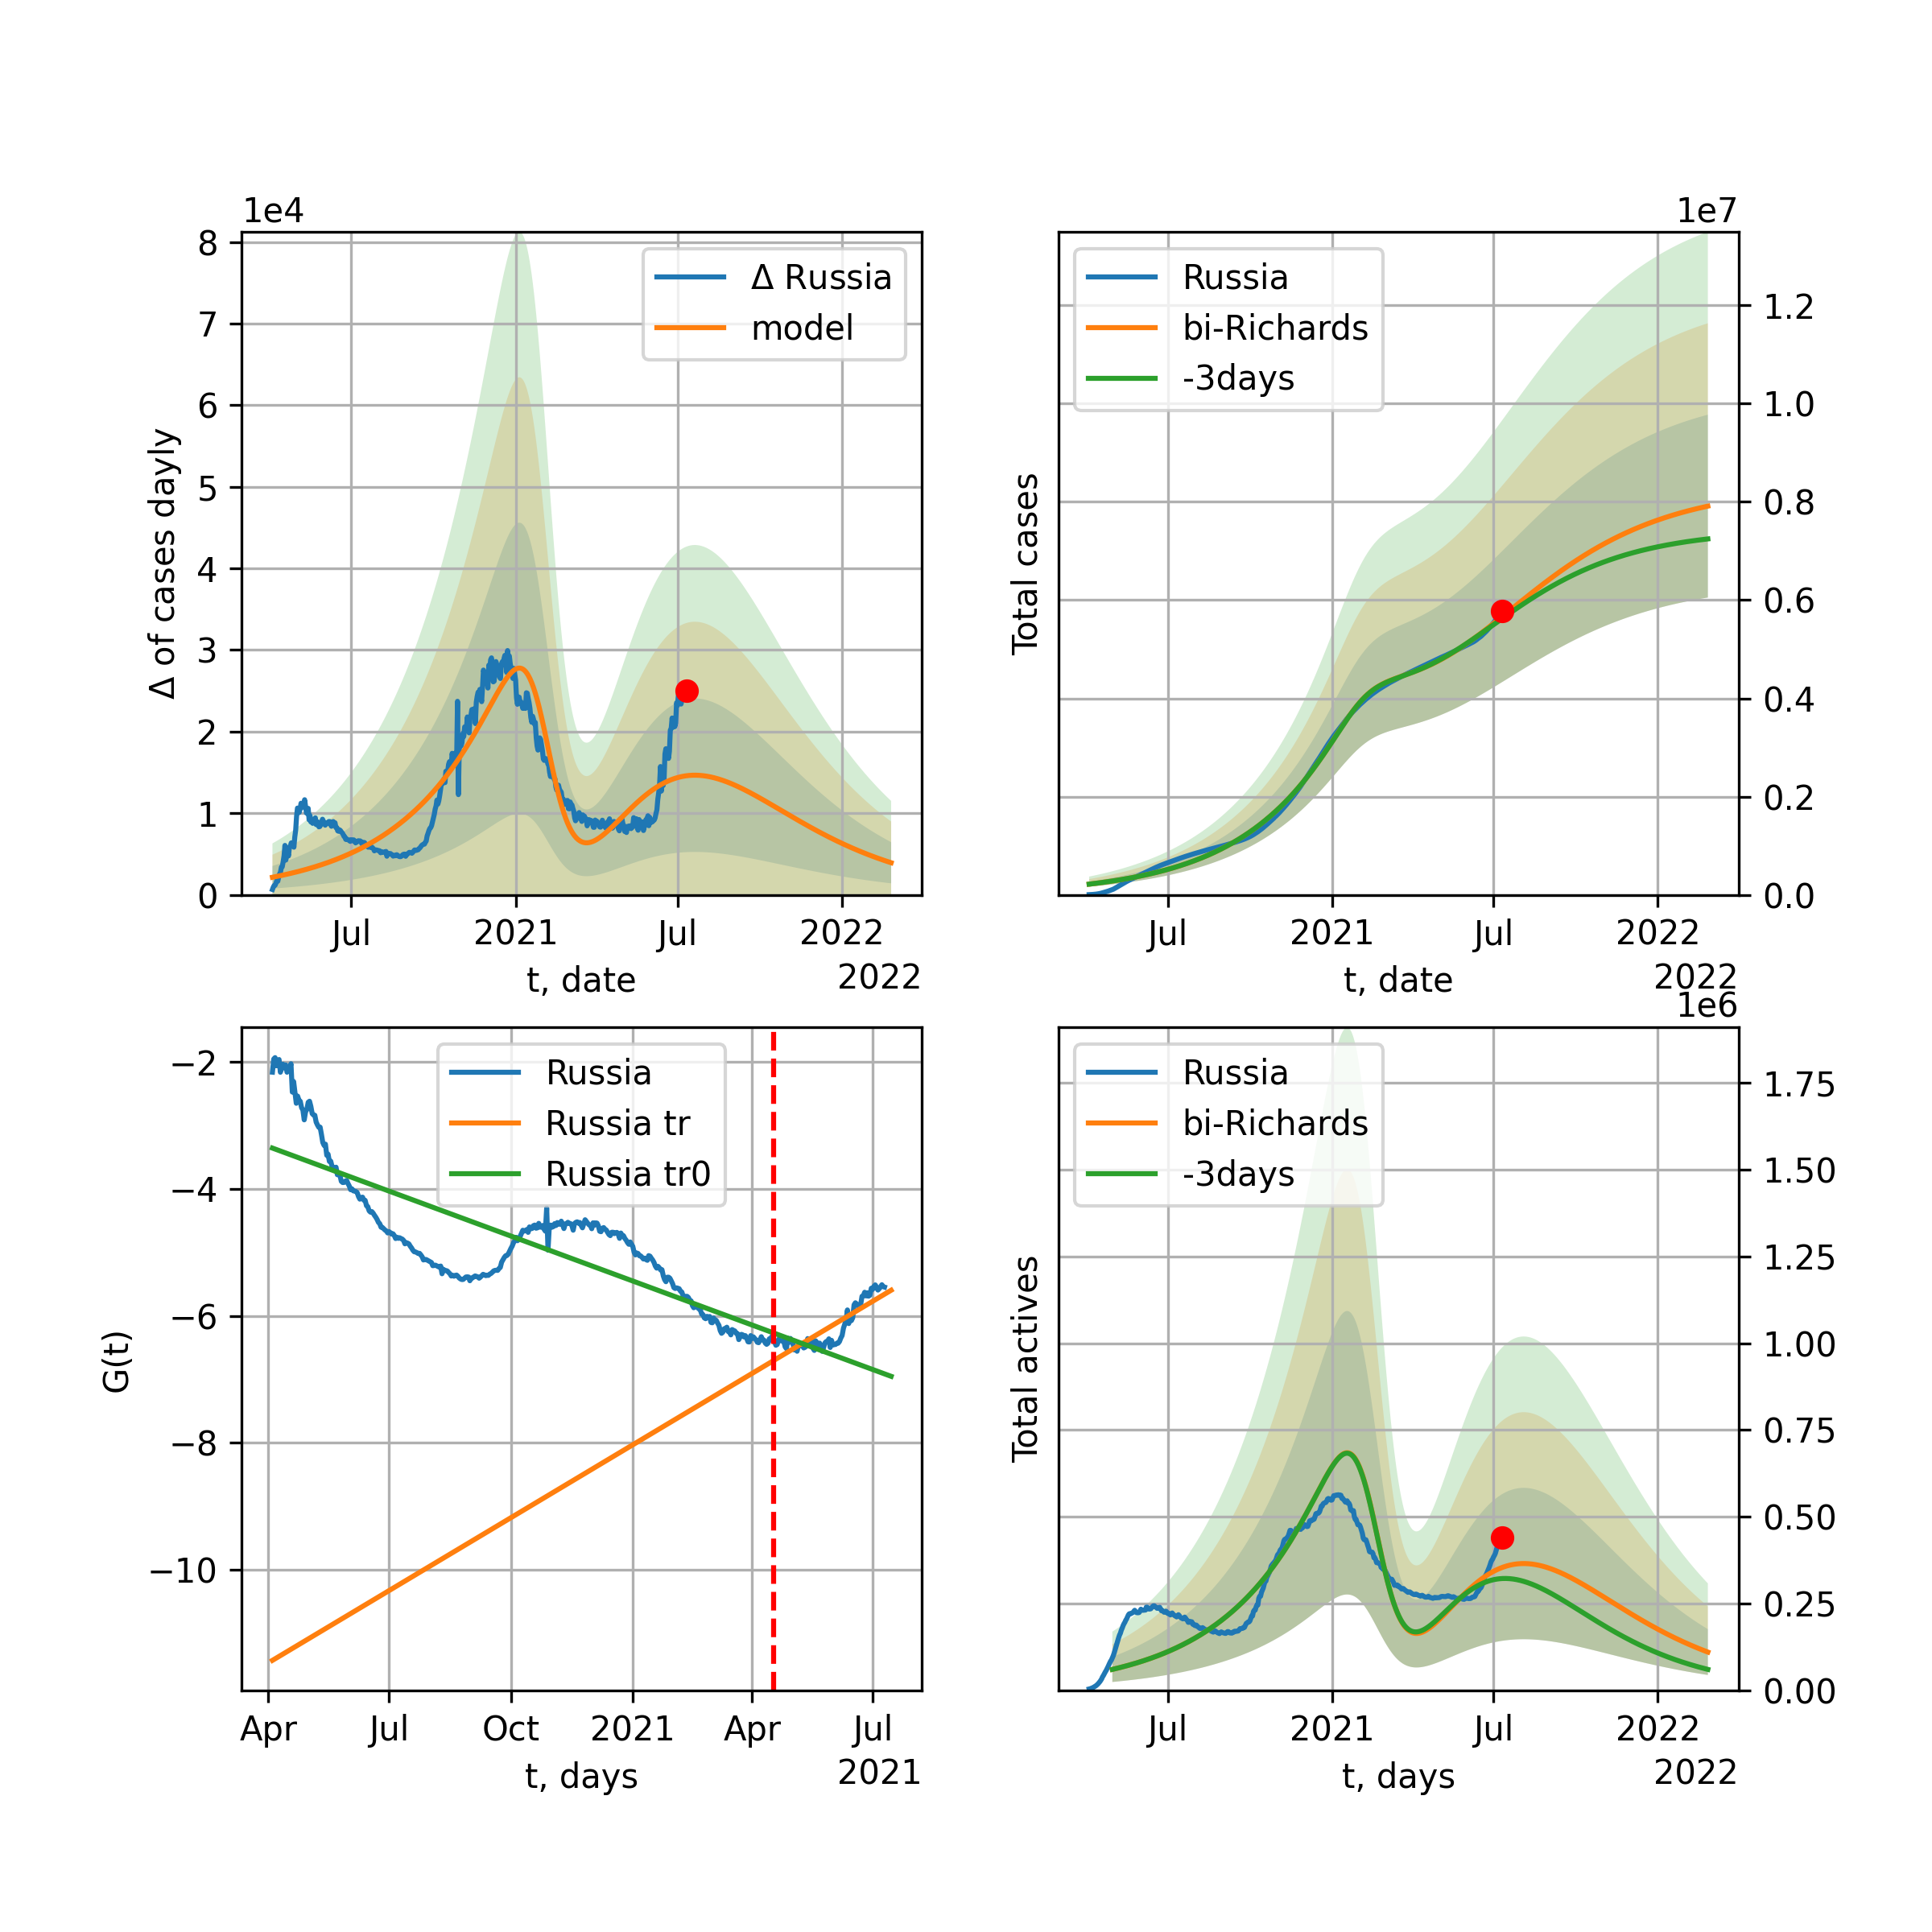 1e4
8
7
6
5
4
3
2
1
0
Δ of cases dayly
Δ Russia
model
Jul
2021
Jul
2022
t, date
2022
1e7
Total cases
Russia
bi-Richards
-3days
1.2
1.0
0.8
0.6
0.4
0.2
0.0
Jul
2021
Jul
2022
t, date
2022
−2
−4
−6
−8
−10
G(t)
Russia
Russia tr
Russia tr0
Apr
Jul
Oct
2021
Apr
Jul
t, days
2021
1e6
Total actives
Russia
bi-Richards
-3days
1.75
1.50
1.25
1.00
0.75
0.50
0.25
0.00
Jul
2021
Jul
2022
t, days
2022